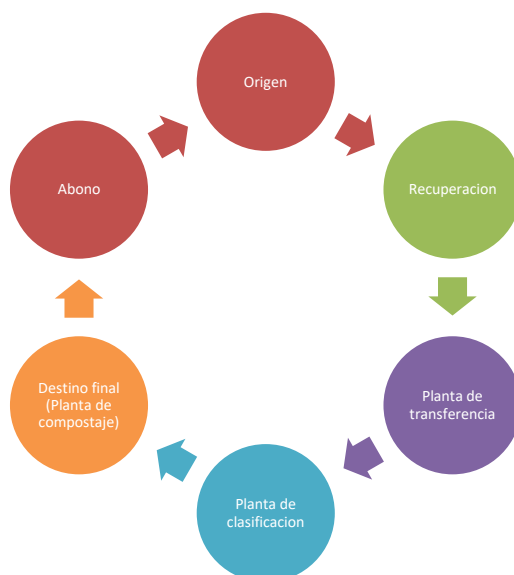 Origen
Recuperacion
Planta de
transferencia
Planta de
clasificacion
Destino final
(Planta de
compostaje)
Abono